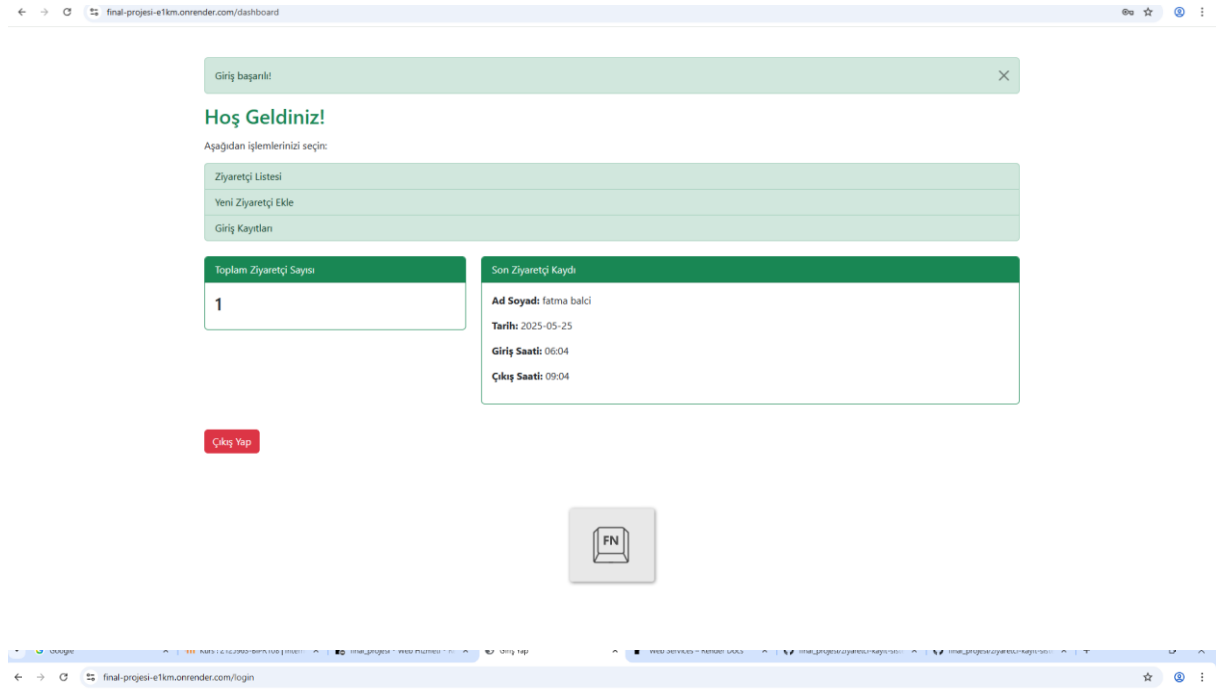 final-projesi-e1km.onrender.com/dashboard
Giriş başarılı!
Hoş Geldiniz!
Aşağıdan işlemlerinizi seçin:
Ziyaretçi Listesi
Yeni Ziyaretçi Ekle
Giriş Kayıtları
Toplam Ziyaretçi Sayısı
1
Son Ziyaretçi Kaydı
Ad Soyad: fatma balci
Tarih: 2025-05-25
Giriş Saati: 06:04
Çıkış Saati: 09:04
Çıkış Yap
FN
Google
Giriş Yap
Web Services - Render Docs
final-projesi-e1km.onrender.com/login